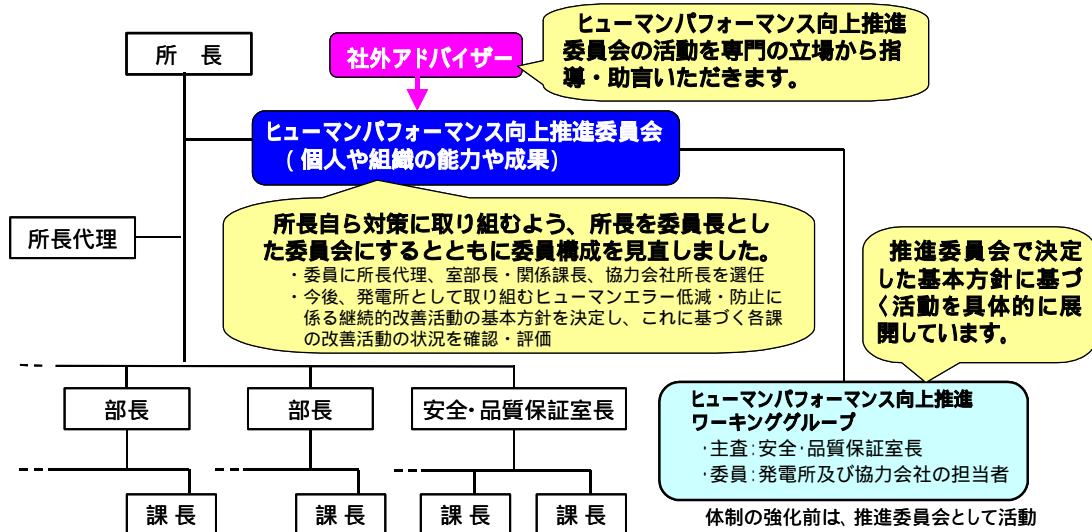 所　長
社外アドバイザー
ヒューマンパフォーマンス向上推進
委員会の活動を専門の立場から指
導・助言いただきます。
ヒューマンパフォーマンス向上推進委員会
(個人や組織の能力や成果)
所長代理
所長自ら対策に取り組むよう、所長を委員長とし
た委員会にするとともに委員構成を見直しました。
・委員に所長代理、室部長・関係課長、協力会社所長を選任
・今後、発電所として取り組むヒューマンエラー低減・防止に
係る継続的改善活動の基本方針を決定し、これに基づく各課
の改善活動の状況を確認・評価
推進委員会で決定
した基本方針に基づ
く活動を具体的に展
開しています。
部長
部長
安全・品質保証室長
ヒューマンパフォーマンス向上推進
ワーキンググループ
・主査：安全・品質保証室長
・委員：発電所及び協力会社の担当者
課長
課長
課長
課長
体制の強化前は、推進委員会として活動